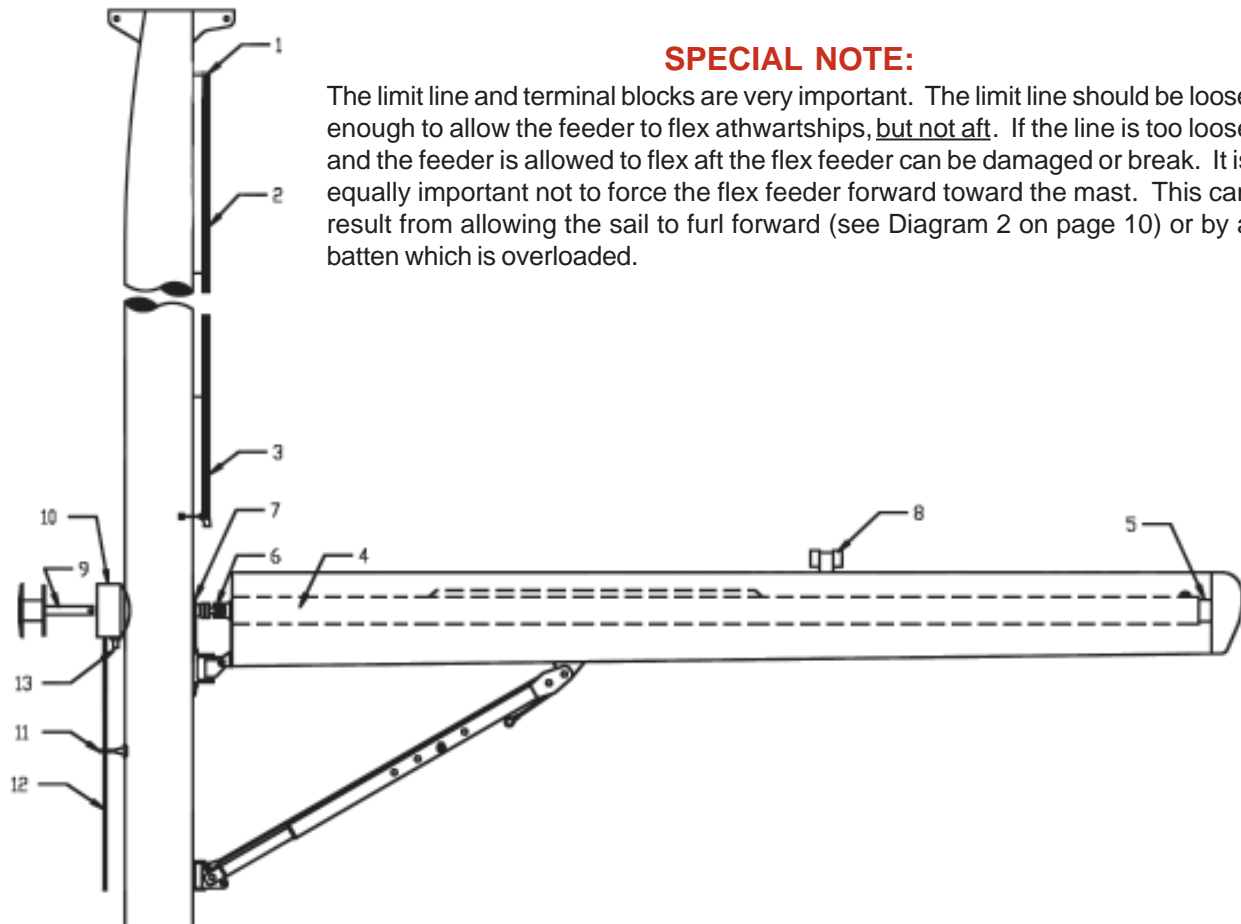 1
SPECIAL NOTE:
The limit line and terminal blocks are very important. The limit line should be loose
enough to allow the feeder to flex athwartships, but not aft. If the line is too loose
and the feeder is allowed to flex aft the flex feeder can be damaged or break. It is
equally important not to force the flex feeder forward toward the mast. This can
result from allowing the sail to furl forward (see Diagram 2 on page 10) or by a
batten which is overloaded.
2
3
7
10
8
5
9
6
4
13
11
12